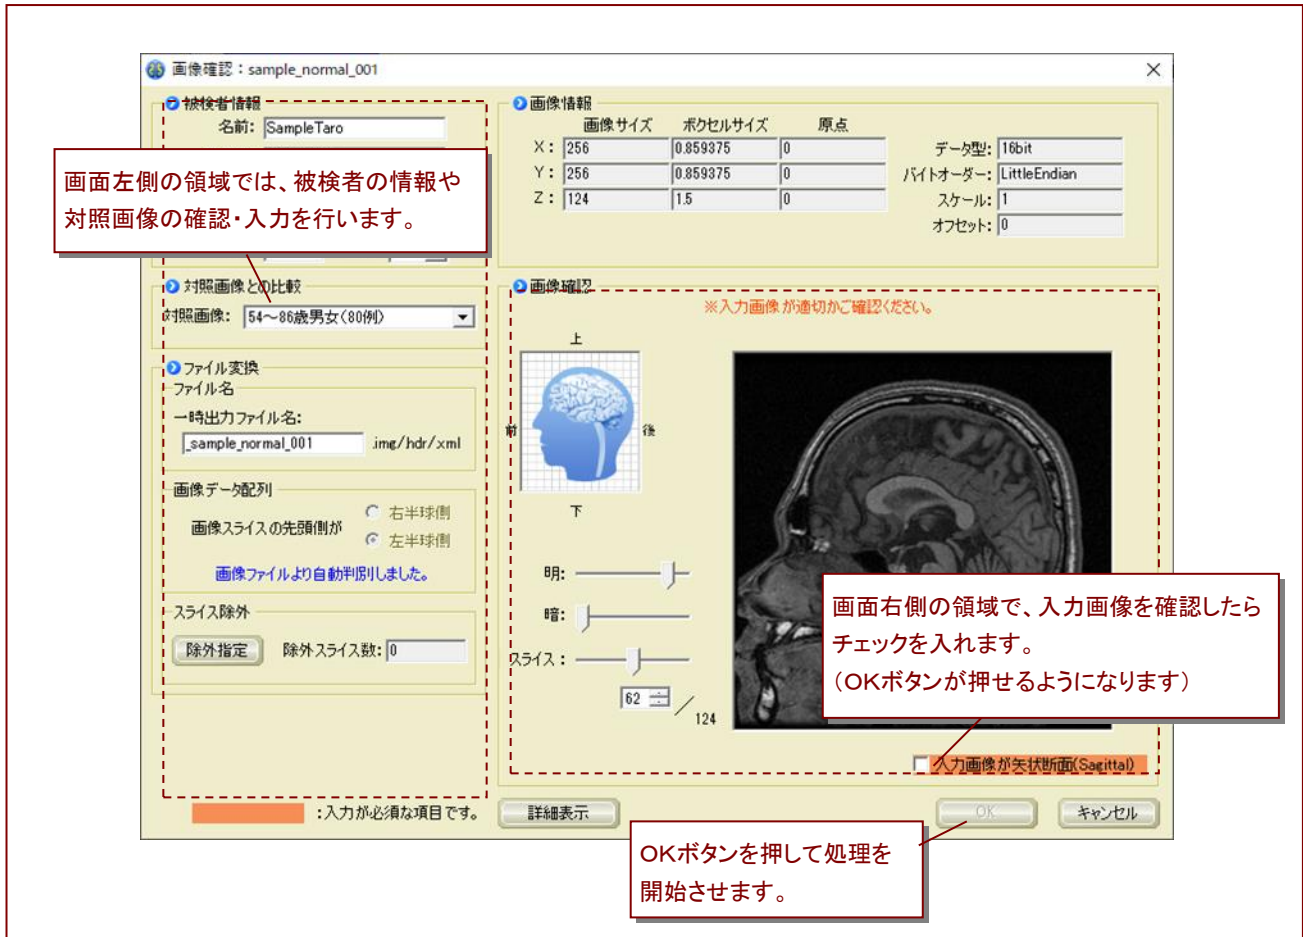 画像確認：sample_normal_001
被検者情報
名前: SampleTaro
画面左側の領域では、被検者の情報や
対照画像の確認・入力を行います。
対照画像との比較
対照画像: 54～86歳男女(80例)
ファイル変換
ファイル名
一時出力ファイル名:
_sample_normal_001 .img/hdr/xml
画像データ配列
画像スライスの先頭側が
右半球側
左半球側
画像ファイルより自動判別しました。
スライス除外
除外指定 除外スライス数: 0
:入力が必須な項目です。
画像情報
画像サイズ ボクセルサイズ 原点
X: 256 0.859375 0
Y: 256 0.859375 0
Z: 124 1.5 0
データ型: 16bit
バイトオーダー: LittleEndian
スケール: 1
オフセット: 0
画像確認
※入力画像が適切かご確認ください。
上
前 後
下
明:
暗:
スライス:
62 / 124
画面右側の領域で、入力画像を確認したら
チェックを入れます。
（OKボタンが押せるようになります）
入力画像が矢状断面(Sagittal)
詳細表示 OK キャンセル
OKボタンを押して処理を
開始させます。